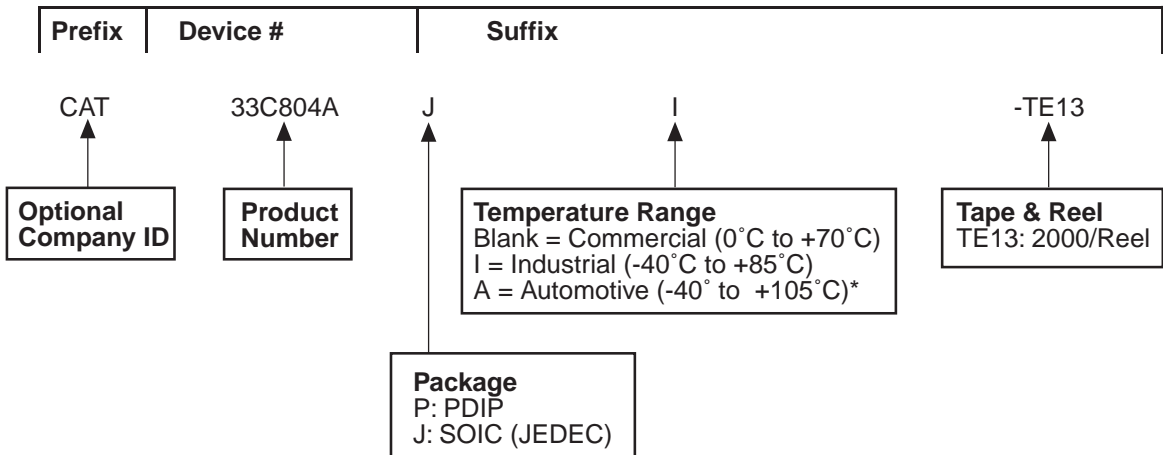 Prefix Device # Suffix
CAT 33C804A J I -TE13
Optional
Company ID
Product
Number
Temperature Range
Blank = Commercial (0˚C to +70˚C)
I = Industrial (-40˚C to +85˚C)
A = Automotive (-40˚ to +105˚C)*
Tape & Reel
TE13: 2000/Reel
Package
P: PDIP
J: SOIC (JEDEC)